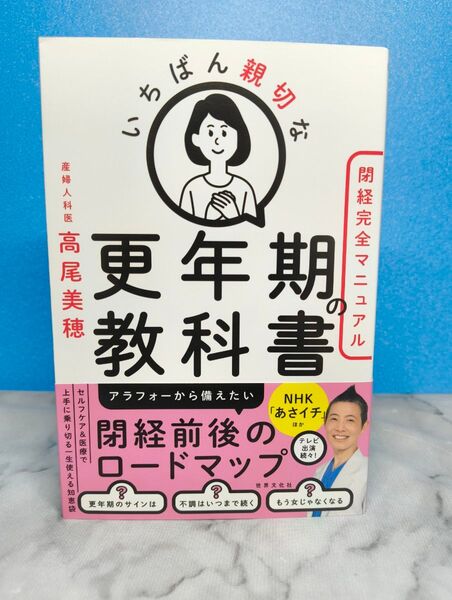 いちばん親切な
更年期の
教科書
閉経完全マニュアル
産婦人科医
高尾美穂
アラフォーから備えたい
閉経前後の
ロードマップ
セルフケア&医療で
上手に乗り切る一生使える知恵袋
NHK
「あさイチ」
ほか
テレビ
出演
続々!
世界文化社
?
更年期のサインは
?
不調はいつまで続く
?
もう女じゃなくなる